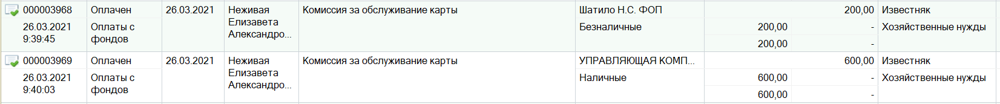 000003968 Оплачен 26.03.2021 Неживая Комиссия за обслуживание карты Шатило Н.С. ФОП 200,00 Известняк
26.03.2021 Оплаты с Елизавета Безналичные 200,00 - Хозяйственные нужды
9:39:45 фондов Александро... 200,00 -
000003969 Оплачен 26.03.2021 Неживая Комиссия за обслуживание карты УПРАВЛЯЮЩАЯ КОМП... 600,00 Известняк
26.03.2021 Оплаты с Елизавета Наличные 600,00 - Хозяйственные нужды
9:40:03 фондов Александро... 600,00 -